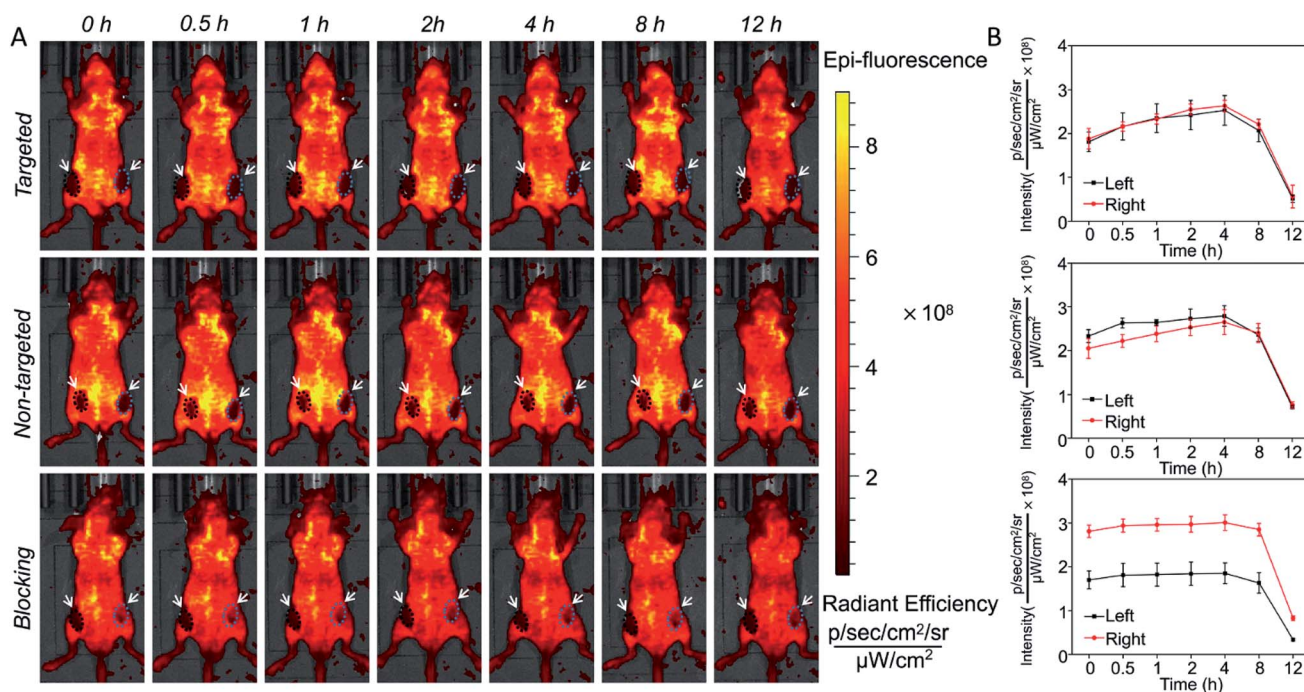 A
0 h 0.5 h 1 h 2h 4 h 8 h 12 h
Targeted
Non-targeted
Blocking
Epi-fluorescence
8
6
4
2
× 10⁸
Radiant Efficiency
p/sec/cm²/sr
µW/cm²
B
4
3
2
1
0
Intensity( p/sec/cm²/sr
µW/cm² × 10⁸)
Left
Right
0 0.5 1 2 4 8 12
Time (h)
4
3
2
1
0
Intensity( p/sec/cm²/sr
µW/cm² × 10⁸)
Left
Right
0 0.5 1 2 4 8 12
Time (h)
4
3
2
1
0
Intensity( p/sec/cm²/sr
µW/cm² × 10⁸)
Left
Right
0 0.5 1 2 4 8 12
Time (h)